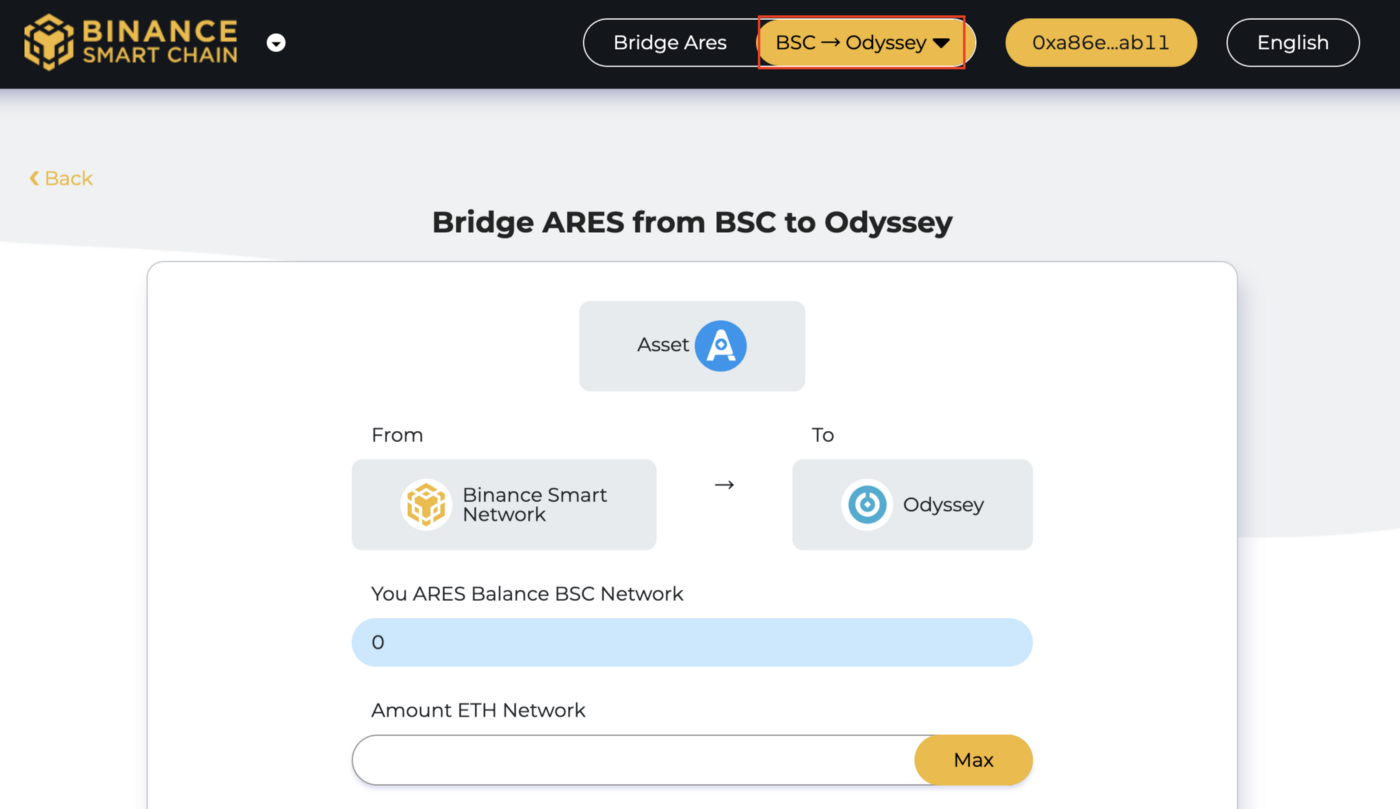 BINANCE
SMART CHAIN
Bridge Ares
BSC → Odyssey
0xa86e...ab11
English
Back
Bridge ARES from BSC to Odyssey
Asset
From
To
Binance Smart
Network
→
Odyssey
You ARES Balance BSC Network
0
Amount ETH Network
Max